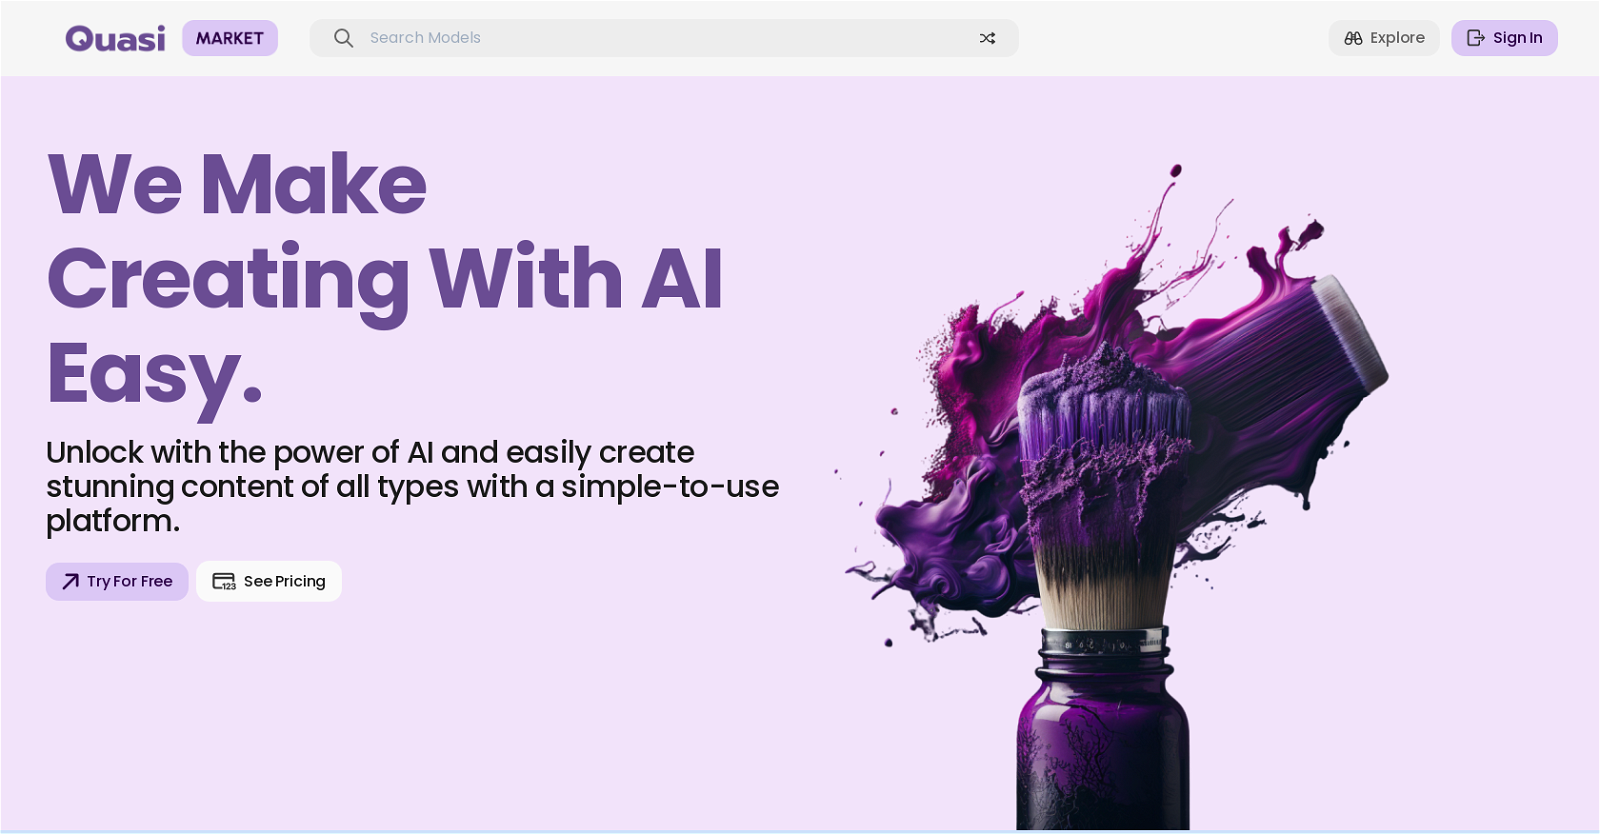 Quasi MARKET Search Models Explore Sign In
We Make
Creating With AI
Easy.
Unlock with the power of AI and easily create
stunning content of all types with a simple-to-use
platform.
Try For Free See Pricing